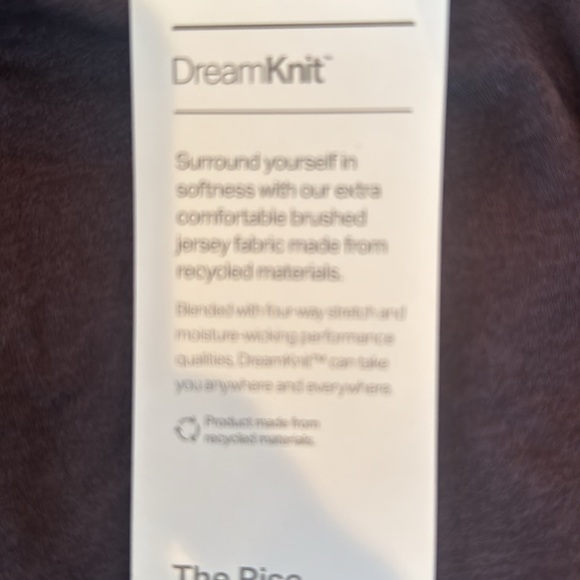 DreamKnit™
Surround yourself in
softness with our extra
comfortable brushed
jersey fabric made from
recycled materials.
Blended with four-way stretch and
moisture-wicking performance
qualities, DreamKnit™ can take
you anywhere and everywhere.
Product made from
recycled materials.
The Rise